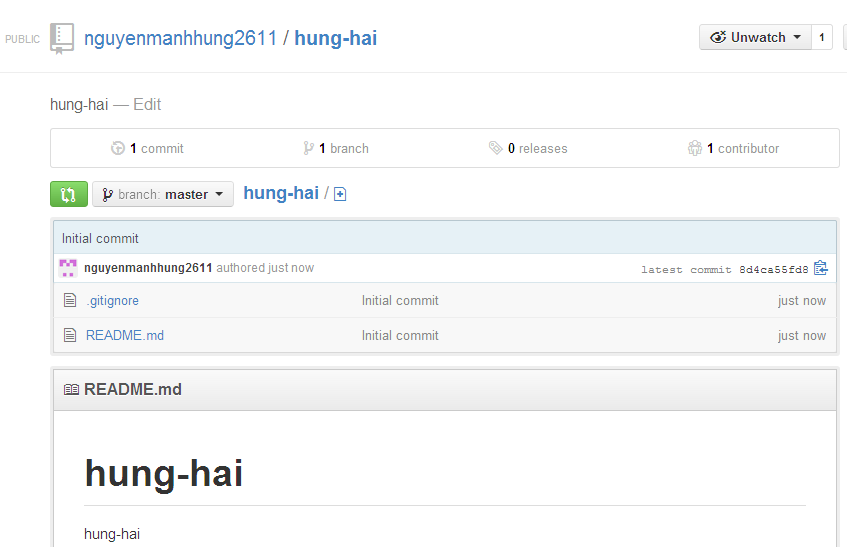 PUBLIC nguyenmanhhung2611 / hung-hai Unwatch 1
hung-hai — Edit
1 commit 1 branch 0 releases 1 contributor
branch: master hung-hai /
Initial commit
nguyenmanhhung2611 authored just now latest commit 8d4ca55fd8
.gitignore Initial commit just now
README.md Initial commit just now
README.md
hung-hai
hung-hai